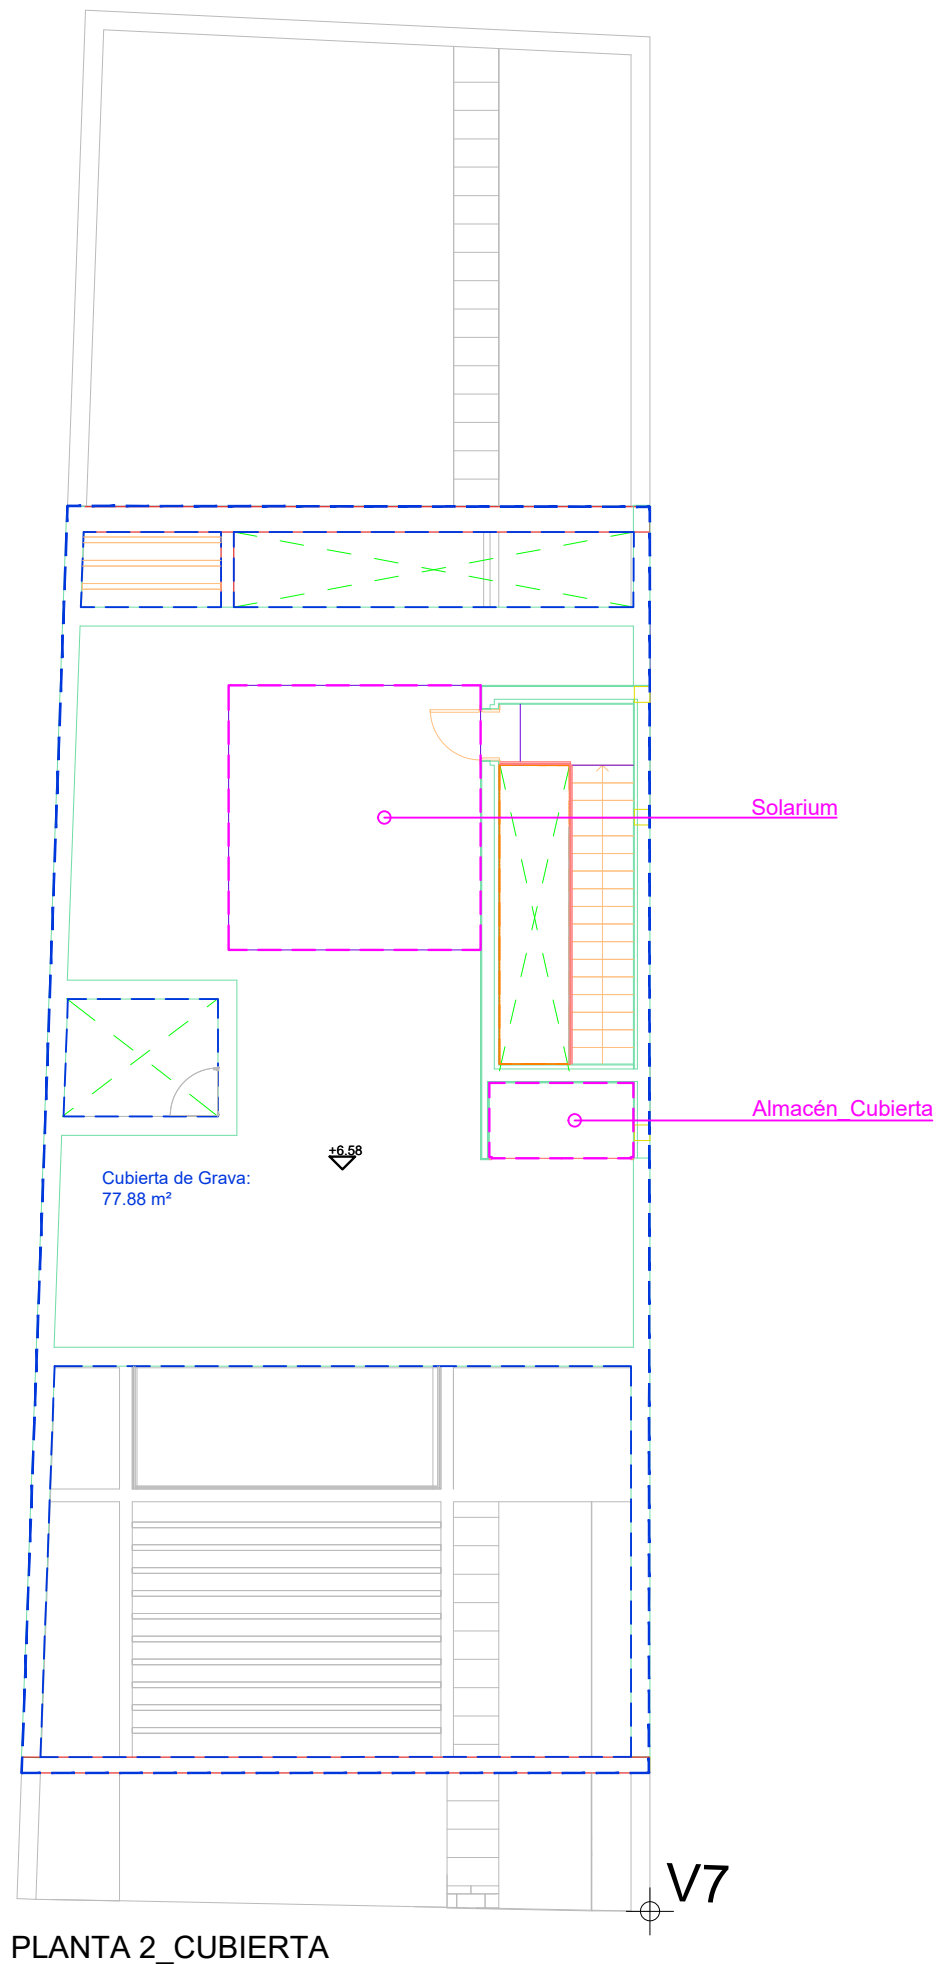 Solarium
Almacén_Cubierta
+6.58
Cubierta de Grava:
77.88 m²
V7
PLANTA 2_CUBIERTA